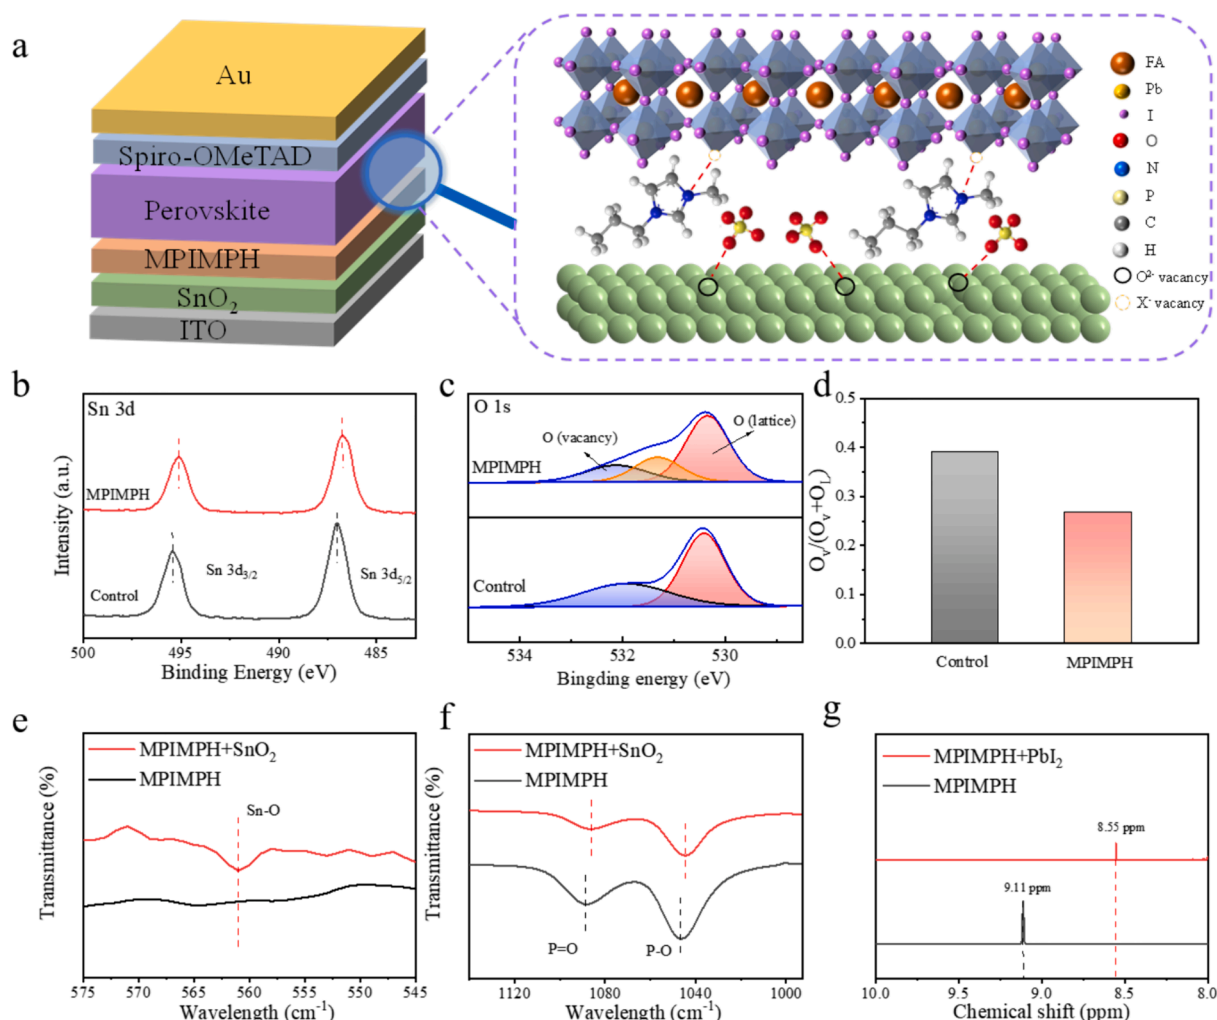 a
Au
Spiro-OMeTAD
Perovskite
MPIMPH
SnO₂
ITO
FA
Pb
I
O
N
P
C
H
O²⁻ vacancy
X⁻ vacancy
b
Sn 3d
MPIMPH
Control
Sn 3d₃/₂
Sn 3d₅/₂
Intensity (a.u.)
500 495 490 485
Binding Energy (eV)
c
O 1s
O (vacancy)
O (lattice)
MPIMPH
Control
534 532 530
Bingding energy (eV)
d
Oᵥ/(Oᵥ+O_L)
0.5
0.4
0.3
0.2
0.1
0.0
Control MPIMPH
e
MPIMPH+SnO₂
MPIMPH
Sn-O
Transmittance (%)
575 570 565 560 555 550 545
Wavelength (cm⁻¹)
f
MPIMPH+SnO₂
MPIMPH
P=O
P-O
Transmittance (%)
1120 1080 1040 1000
Wavelength (cm⁻¹)
g
MPIMPH+PbI₂
MPIMPH
8.55 ppm
9.11 ppm
10.0 9.5 9.0 8.5 8.0
Chemical shift (ppm)